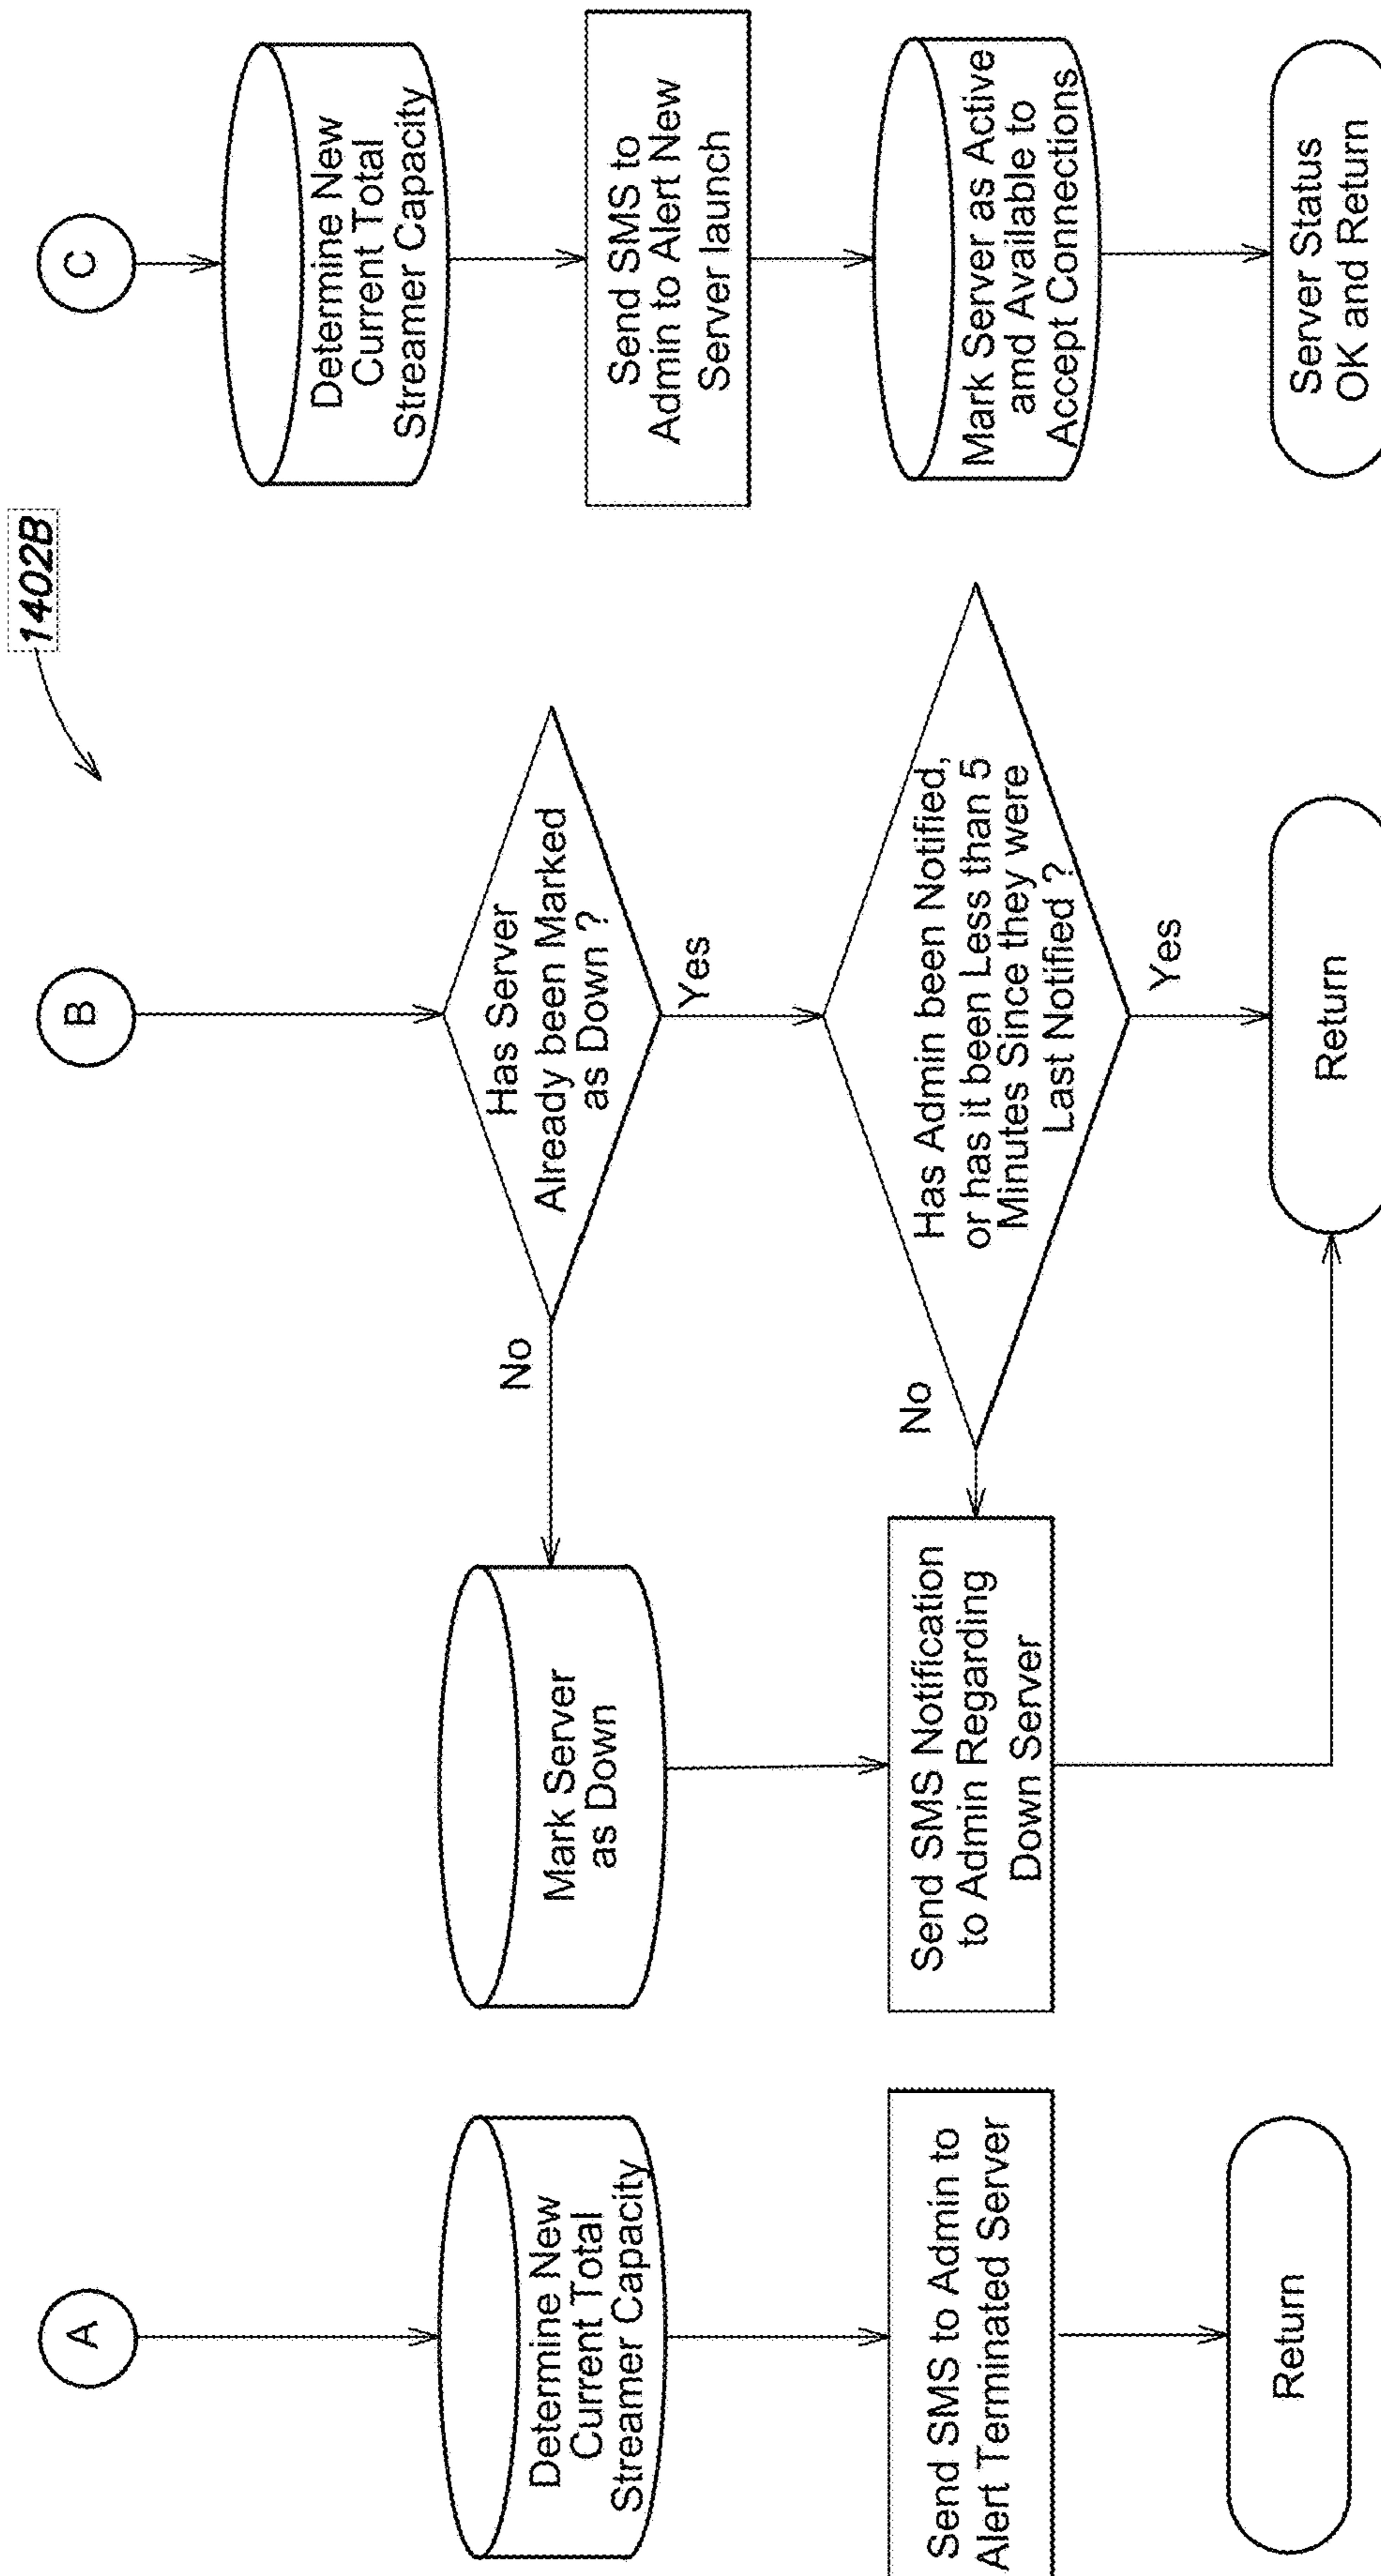 1402B
A
Determine New
Current Total
Streamer Capacity
Send SMS to Admin to
Alert Terminated Server
Return
B
Has Server
Already been Marked
as Down ?
No
Yes
Mark Server
as Down
Has Admin been Notified,
or has it been Less than 5
Minutes Since they were
Last Notified ?
No
Yes
Send SMS Notification
to Admin Regarding
Down Server
Return
C
Determine New
Current Total
Streamer Capacity
Send SMS to
Admin to Alert New
Server launch
Mark Server as Active
amd Available to
Accept Connections
Server Status
OK and Return